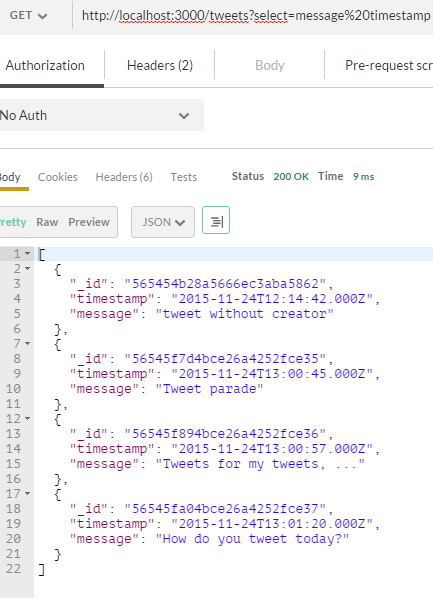 GET http://localhost:3000/tweets?select=message%20timestamp
Authorization Headers (2) Body Pre-request scr
No Auth
Body Cookies Headers (6) Tests Status 200 OK Time 9 ms
Pretty Raw Preview JSON
1 [
2 {
3 "_id": "565454b28a5666ec3aba5862",
4 "timestamp": "2015-11-24T12:14:42.000Z",
5 "message": "tweet without creator"
6 },
7 {
8 "_id": "56545f7d4bce26a4252fce35",
9 "timestamp": "2015-11-24T13:00:45.000Z",
10 "message": "Tweet parade"
11 },
12 {
13 "_id": "56545f894bce26a4252fce36",
14 "timestamp": "2015-11-24T13:00:57.000Z",
15 "message": "Tweets for my tweets, ..."
16 },
17 {
18 "_id": "56545fa04bce26a4252fce37",
19 "timestamp": "2015-11-24T13:01:20.000Z",
20 "message": "How do you tweet today?"
21 }
22 ]